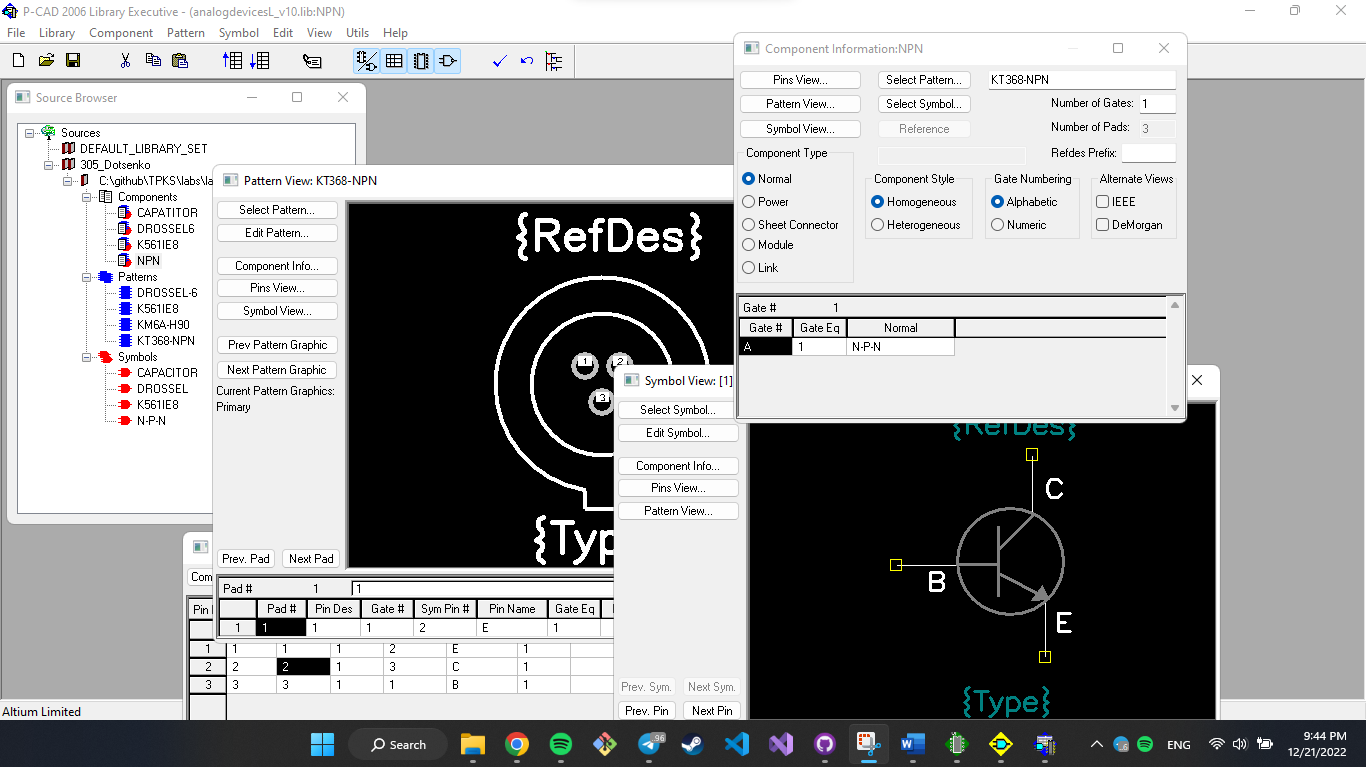 P-CAD 2006 Library Executive - (analogdevicesL_v10.lib:NPN)
File Library Component Pattern Symbol Edit View Utils Help
Source Browser
Sources
DEFAULT_LIBRARY_SET
305_Dotsenko
C:\github\TPKS\labs\la
Components
CAPATITOR
DROSSEL6
K561IE8
NPN
Patterns
DROSSEL-6
K561IE8
KM6A-H90
KT368-NPN
Symbols
CAPACITOR
DROSSEL
K561IE8
N-P-N
Pattern View: KT368-NPN
Select Pattern...
Edit Pattern...
Component Info...
Pins View...
Symbol View...
Prev Pattern Graphic
Next Pattern Graphic
Current Pattern Graphics:
Primary
Prev. Pad Next Pad
{RefDes}
1 2
3
{Typ
Pad # 1 1
Pad # Pin Des Gate # Sym Pin # Pin Name Gate Eq
1 1 1 1 2 E 1
Com
Pin
1 1 1 1 2 E 1
2 2 2 1 3 C 1
3 3 3 1 1 B 1
Component Information:NPN
Pins View... Select Pattern... KT368-NPN
Pattern View... Select Symbol... Number of Gates: 1
Symbol View... Reference Number of Pads: 3
Refdes Prefix:
Component Type
Normal
Power
Sheet Connector
Module
Link
Component Style
Homogeneous
Heterogeneous
Gate Numbering
Alphabetic
Numeric
Alternate Views
IEEE
DeMorgan
Gate # 1
Gate # Gate Eq Normal
A 1 N-P-N
Symbol View: [1]
Select Symbol...
Edit Symbol...
Component Info...
Pins View...
Pattern View...
Prev. Sym. Next Sym.
Prev. Pin Next Pin
{RefDes}
C
B
E
{Type}
Altium Limited
Search
96
ENG
9:44 PM
12/21/2022